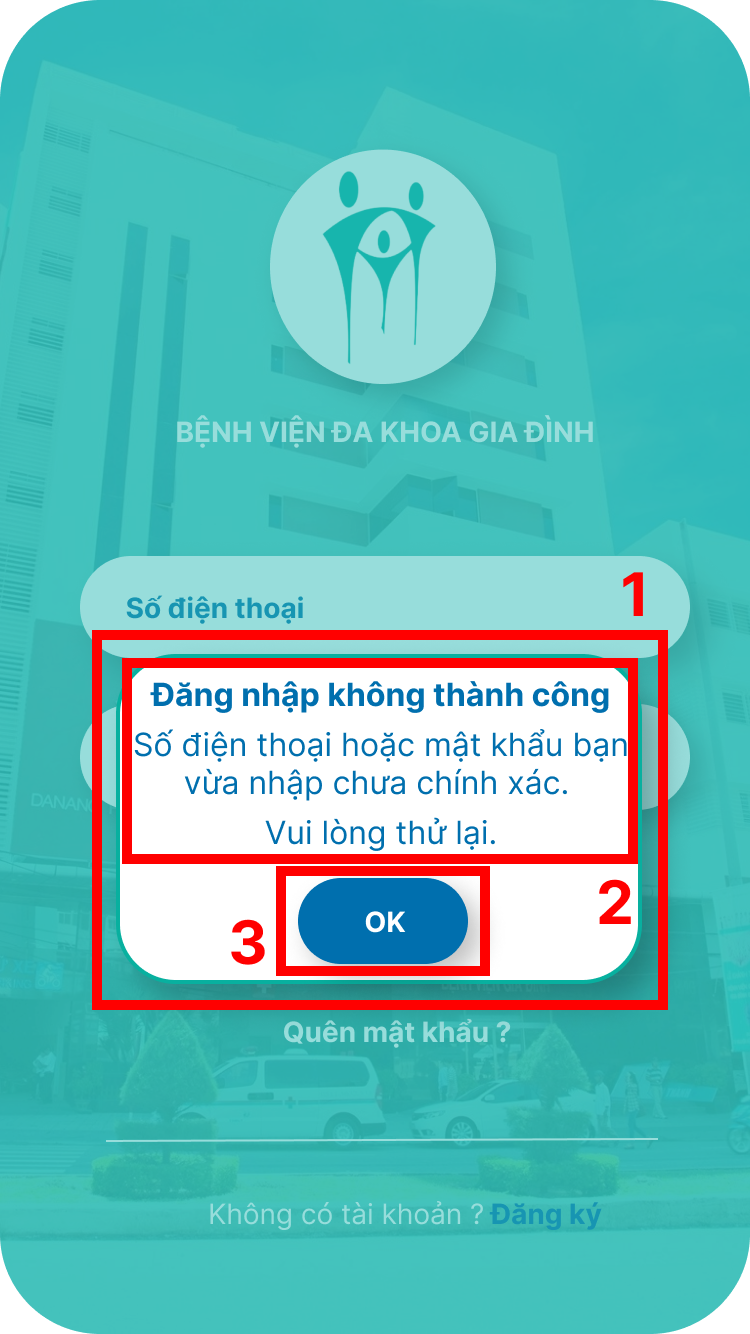 BỆNH VIỆN ĐA KHOA GIA ĐÌNH
Số điện thoại
1
Đăng nhập không thành công
Số điện thoại hoặc mật khẩu bạn
vừa nhập chưa chính xác.
Vui lòng thử lại.
DANANG
2
OK
3
Quên mật khẩu ?
Không có tài khoản ? Đăng ký